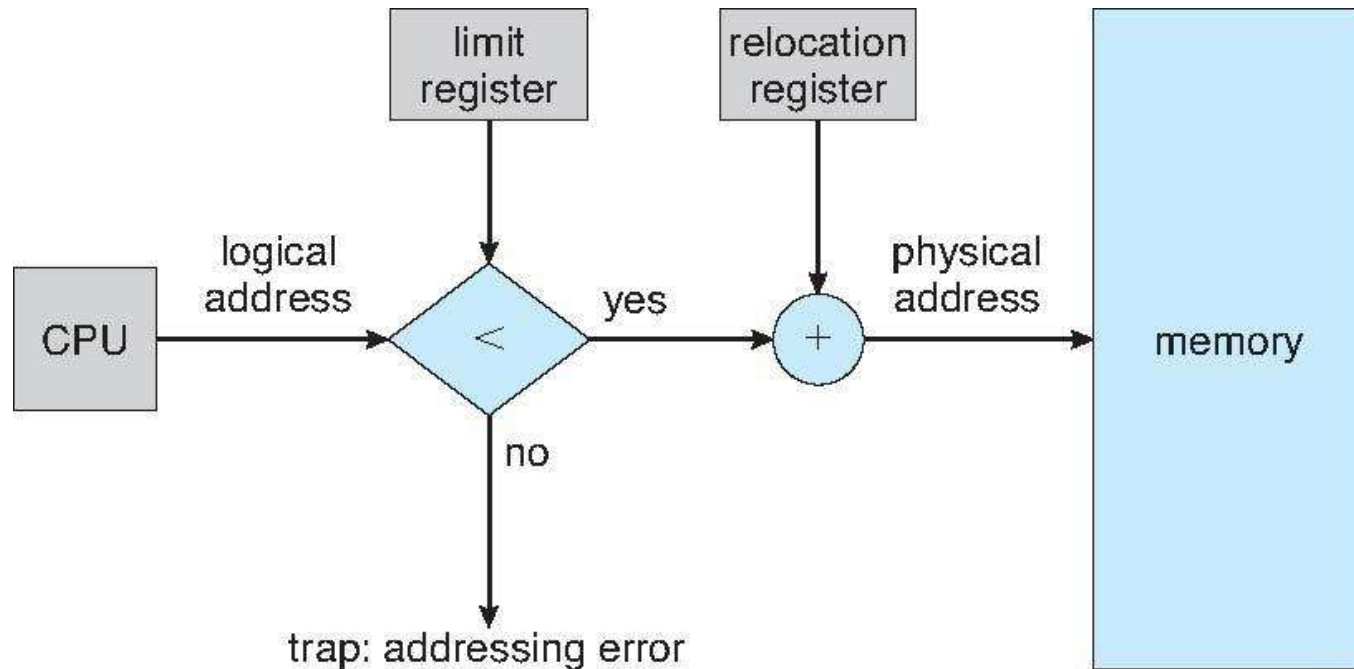 limit
register
relocation
register
logical
address
physical
address
CPU
<
yes
+
memory
no
trap: addressing error